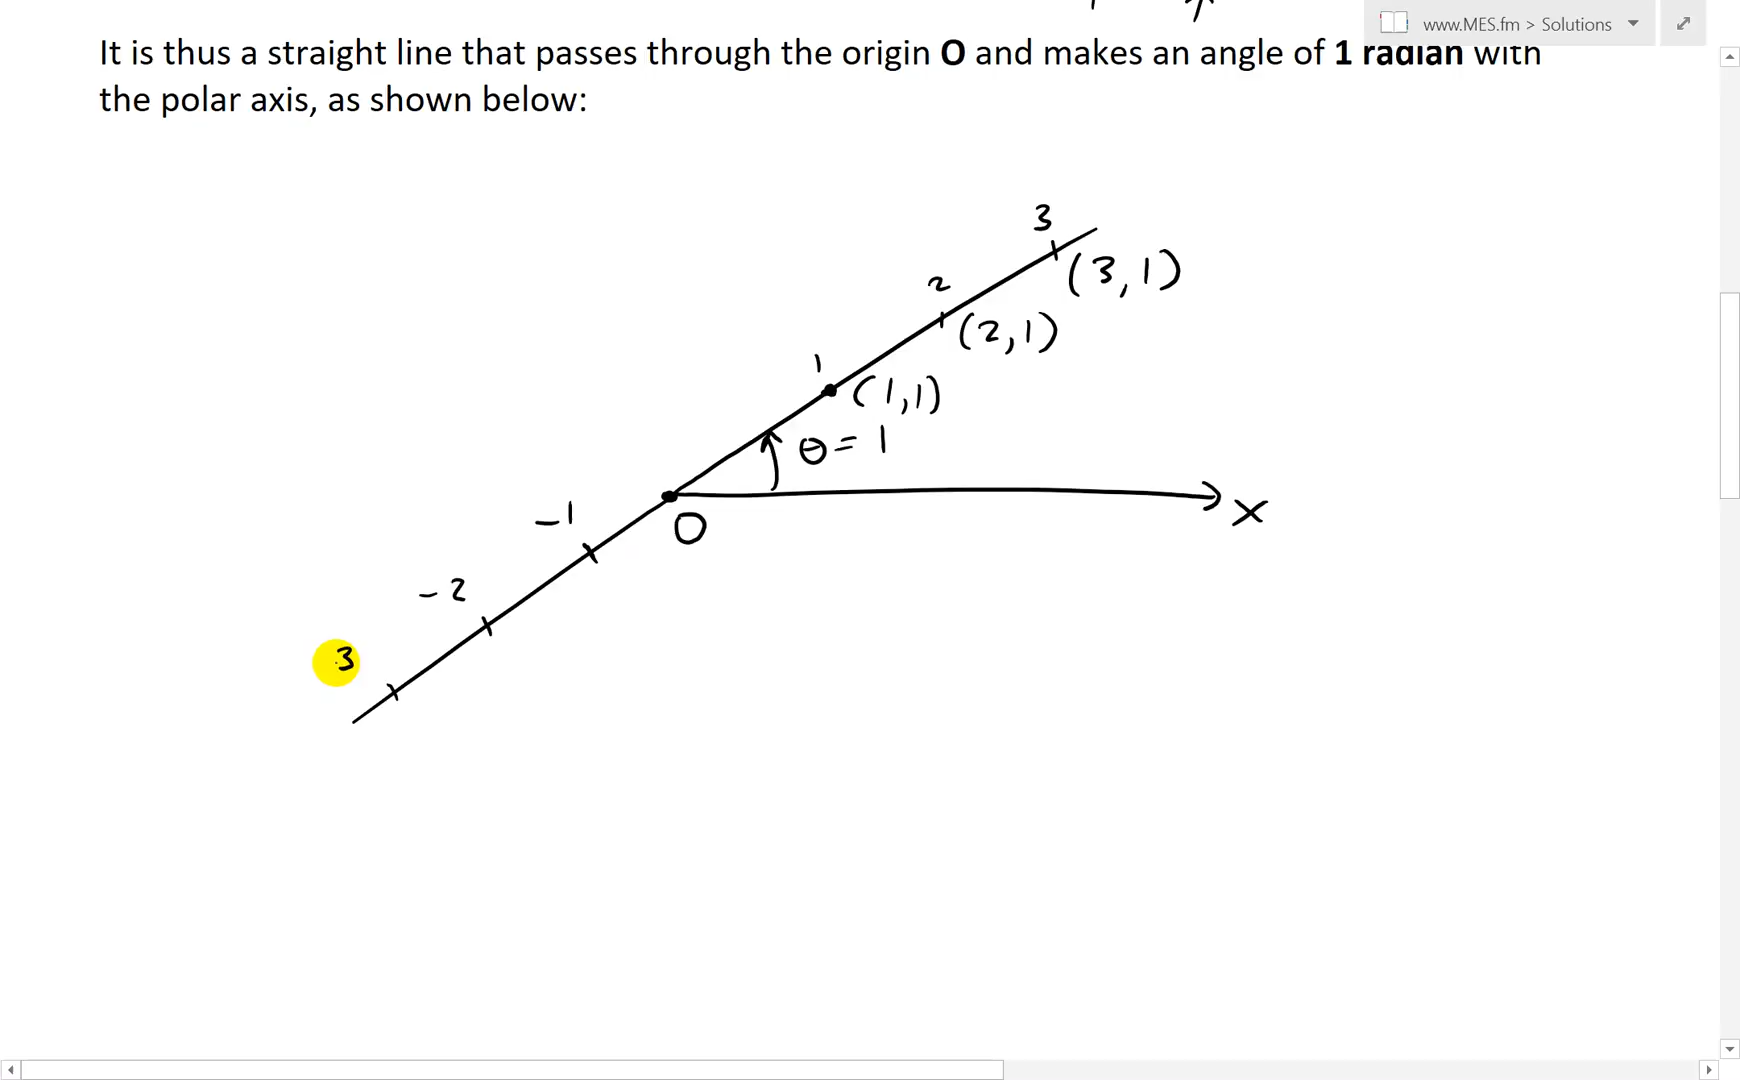 www.MES.fm > Solutions
It is thus a straight line that passes through the origin O and makes an angle of 1 radian with
the polar axis, as shown below:
3
(3,1)
2
(2,1)
1
(1,1)
θ = 1
O
x
-1
-2
3